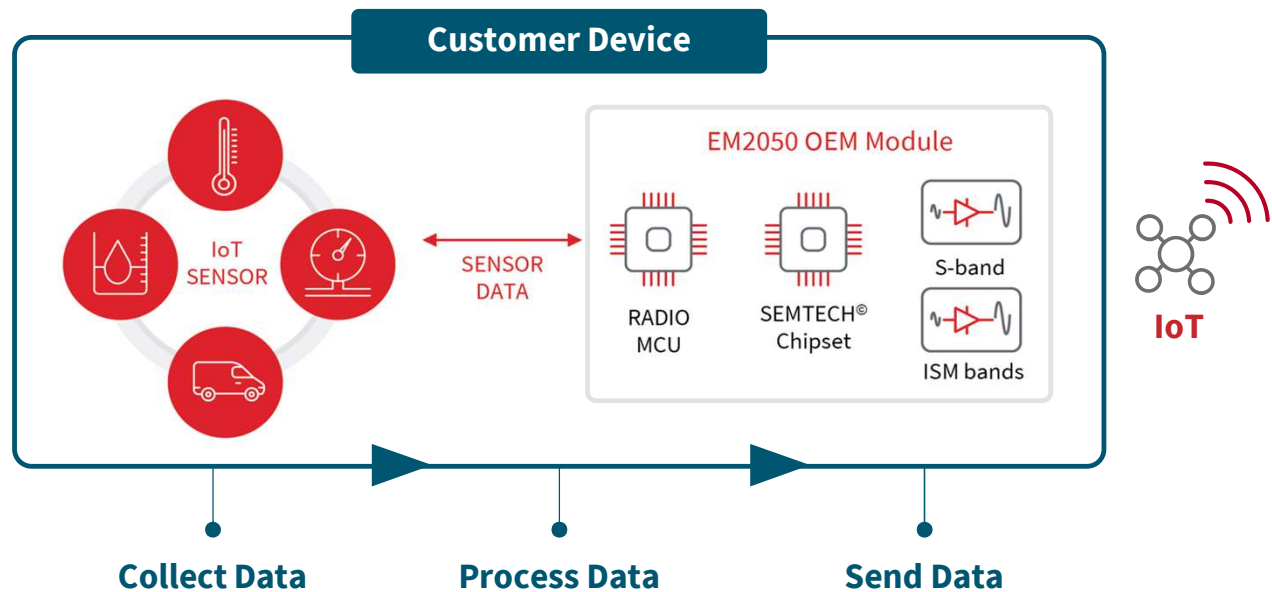 Customer Device
IoT
SENSOR
SENSOR
DATA
EM2050 OEM Module
RADIO
MCU
SEMTECH©
Chipset
S-band
ISM bands
IoT
Collect Data
Process Data
Send Data